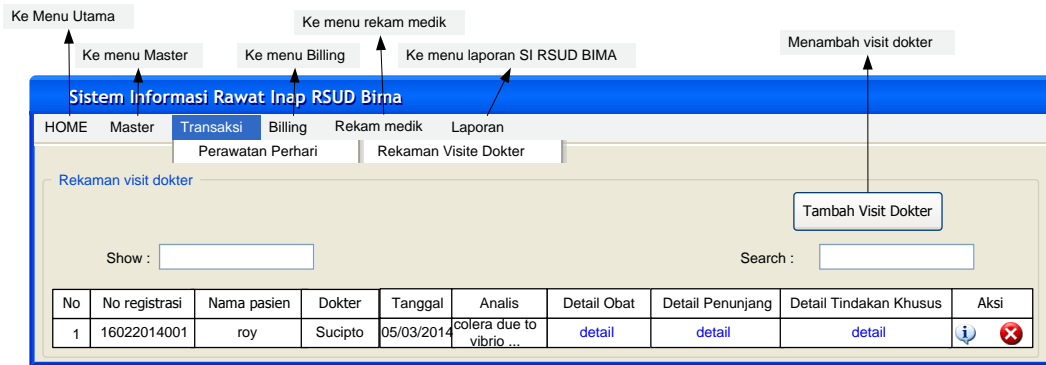 Ke Menu Utama
Ke menu rekam medik
Menambah visit dokter
Ke menu Master
Ke menu Billing
Ke menu laporan SI RSUD BIMA
Sistem Informasi Rawat Inap RSUD Bima
HOME Master Transaksi Billing Rekam medik Laporan
Perawatan Perhari Rekaman Visite Dokter
Rekaman visit dokter
Tambah Visit Dokter
Show : Search :
No No registrasi Nama pasien Dokter Tanggal Analis Detail Obat Detail Penunjang Detail Tindakan Khusus Aksi
1 16022014001 roy Sucipto 05/03/2014 colera due to detail detail detail
vibrio ...